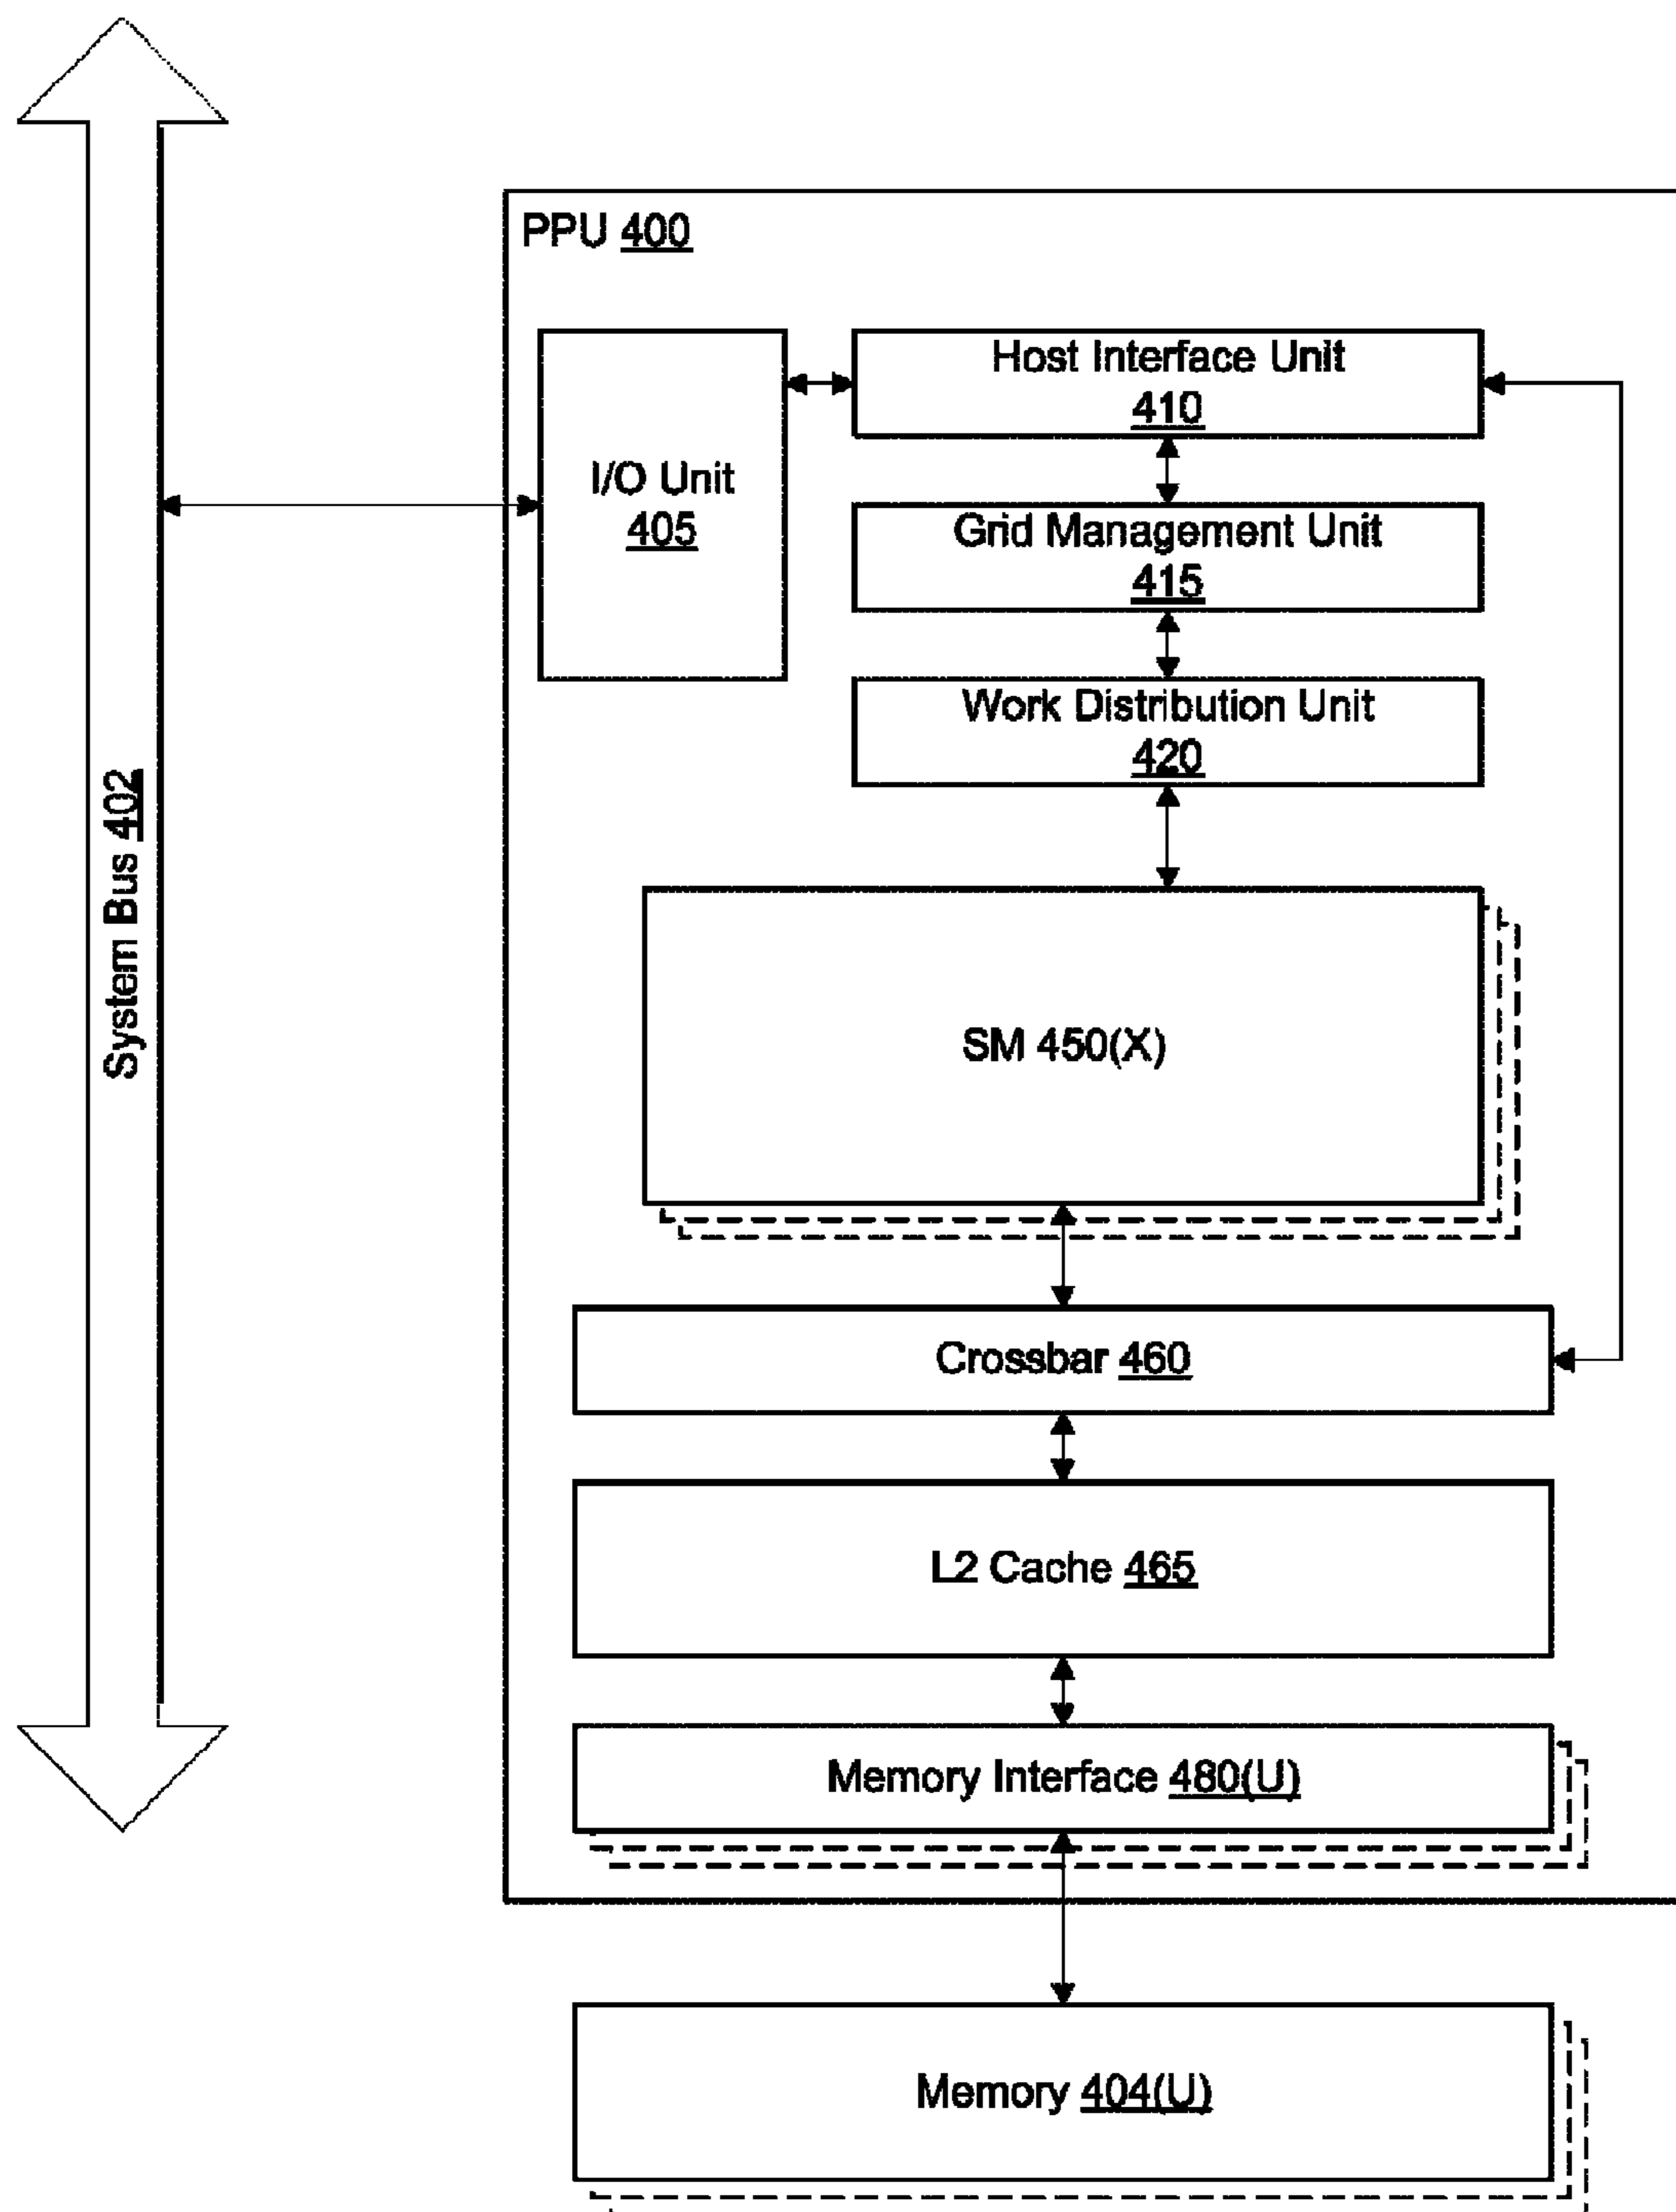 PPU 400
Host Interface Unit
410
I/O Unit
405
Grid Management Unit
415
Work Distribution Unit
420
System Bus 402
SM 450(X)
Crossbar 460
L2 Cache 465
Memory Interface 480(U)
Memory 404(U)